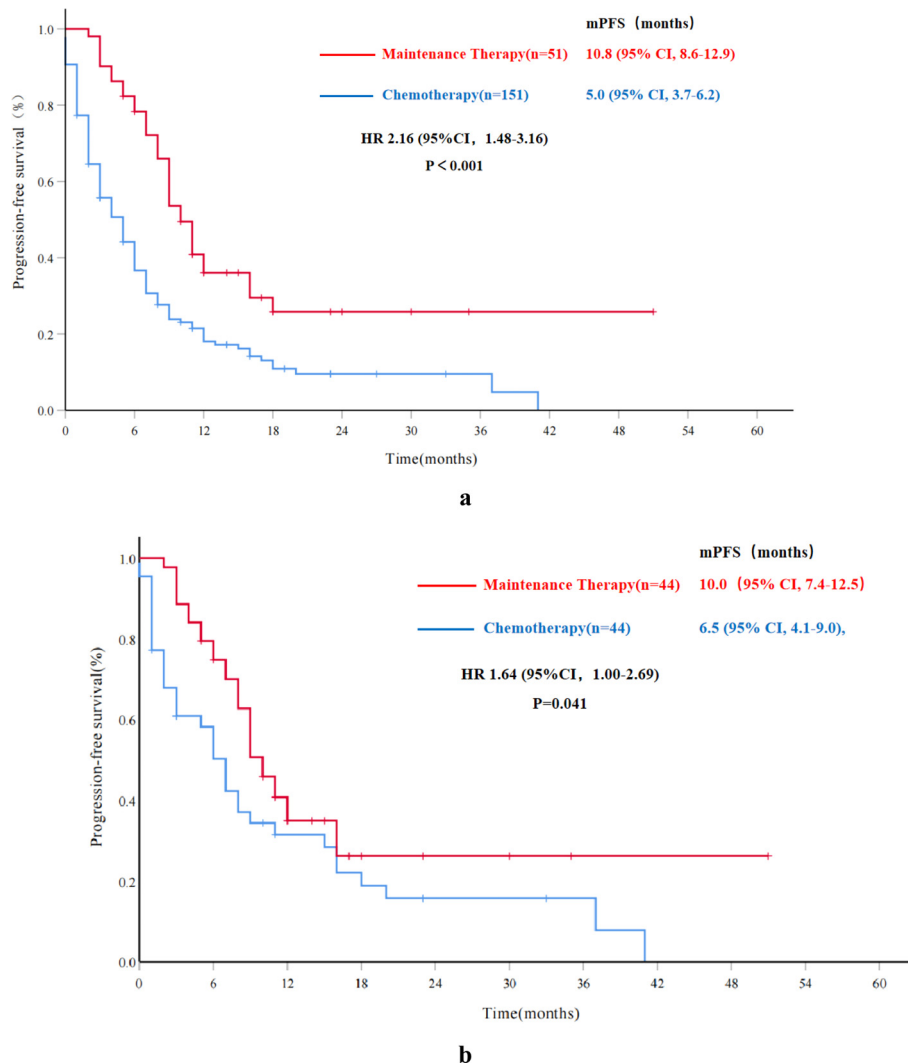 mPFS（months）
Maintenance Therapy(n=51) 10.8 (95% CI, 8.6-12.9)
Chemotherapy(n=151) 5.0 (95% CI, 3.7-6.2)
HR 2.16 (95%CI， 1.48-3.16)
P＜0.001
Progression-free survival（%）
1.0
0.8
0.6
0.4
0.2
0.0
0 6 12 18 24 30 36 42 48 54 60
Time(months)
a
mPFS（months）
Maintenance Therapy(n=44) 10.0（95% CI, 7.4-12.5）
Chemotherapy(n=44) 6.5 (95% CI, 4.1-9.0),
HR 1.64 (95%CI， 1.00-2.69)
P=0.041
Progression-free survival(%)
1.0
0.8
0.6
0.4
0.2
0.0
0 6 12 18 24 30 36 42 48 54 60
Time(months)
b